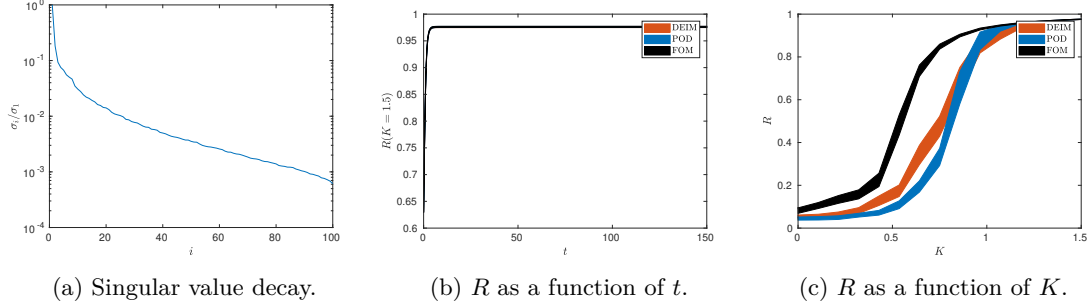 10^0
10^{-1}
10^{-2}
10^{-3}
10^{-4}
σ_i/σ_1
0 20 40 60 80 100
i
(a) Singular value decay.
1
0.95
0.9
0.85
0.8
0.75
0.7
0.65
0.6
R(K = 1.5)
0 50 100 150
t
DEIM
POD
FOM
(b) R as a function of t.
1
0.8
0.6
0.4
0.2
0
R
0 0.5 1 1.5
K
DEIM
POD
FOM
(c) R as a function of K.